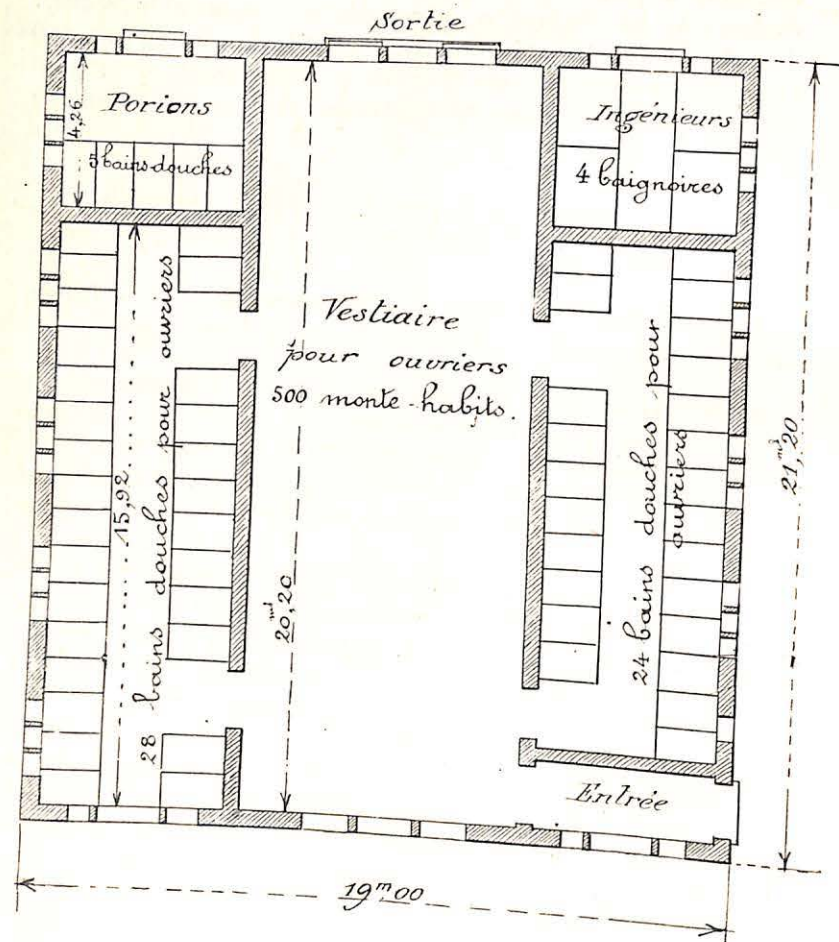 Sortie
Porions
4,26
5 bains-douches
Ingénieurs
4 baignoires
Vestiaire
pour ouvriers
500 monte-habits.
15,92
28 bains douches pour ouvriers
20,20
24 bains douches pour
ouvriers
21,20
Entrée
19m00